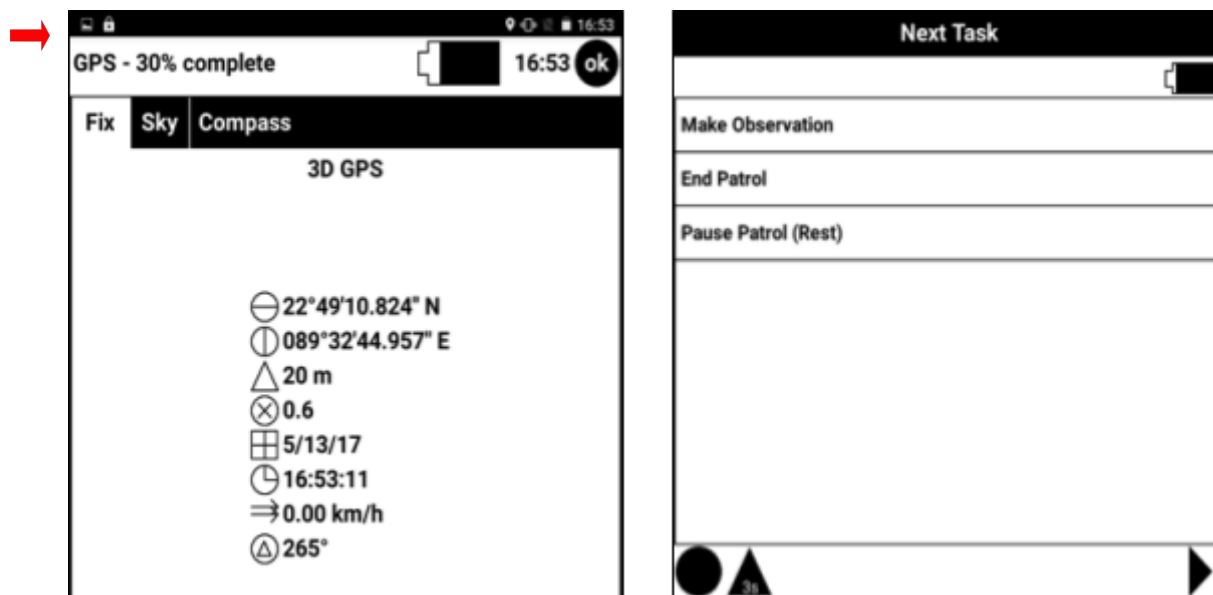 16:53
GPS - 30% complete 16:53 ok
Fix Sky Compass
3D GPS
22°49'10.824" N
089°32'44.957" E
20 m
0.6
5/13/17
16:53:11
0.00 km/h
265°
Next Task
Make Observation
End Patrol
Pause Patrol (Rest)
3s